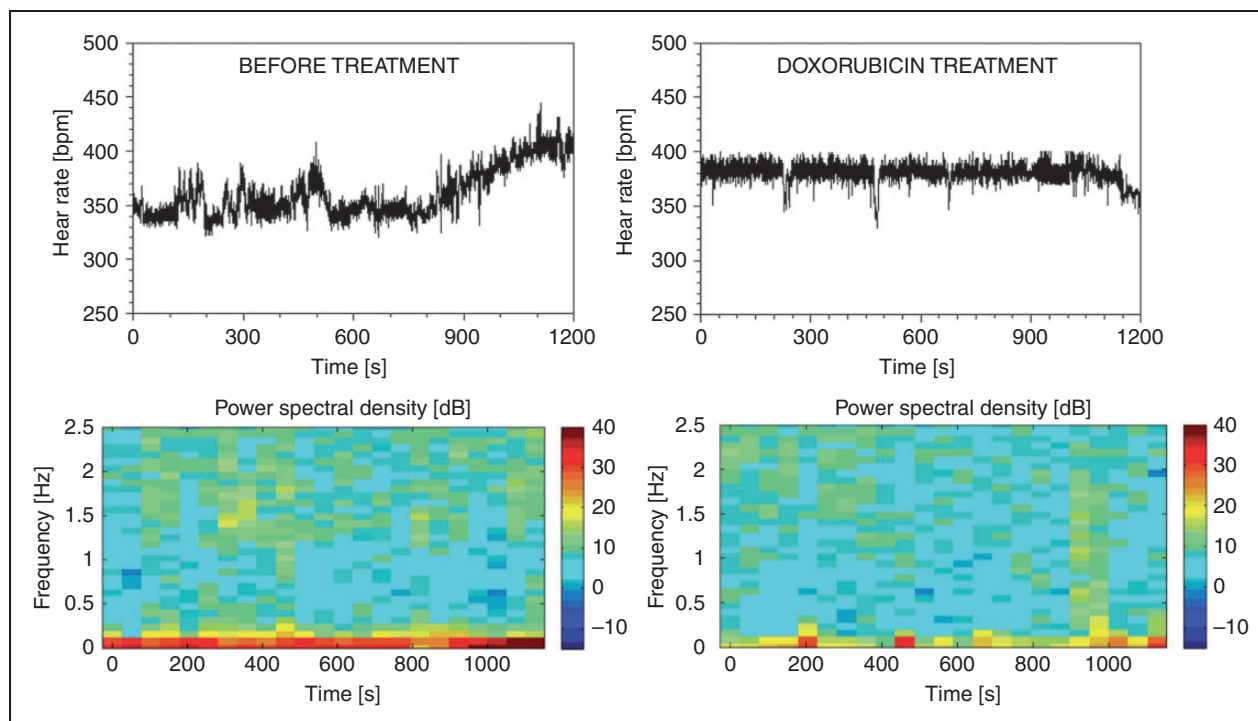 BEFORE TREATMENT
Hear rate [bpm]
500
450
400
350
300
250
0 300 600 900 1200
Time [s]
DOXORUBICIN TREATMENT
Hear rate [bpm]
500
450
400
350
300
250
0 300 600 900 1200
Time [s]
Power spectral density [dB]
Frequency [Hz]
2.5
2
1.5
1
0.5
0
0 200 400 600 800 1000
Time [s]
40
30
20
10
0
–10
Power spectral density [dB]
Frequency [Hz]
2.5
2
1.5
1
0.5
0
0 200 400 600 800 1000
Time [s]
40
30
20
10
0
–10